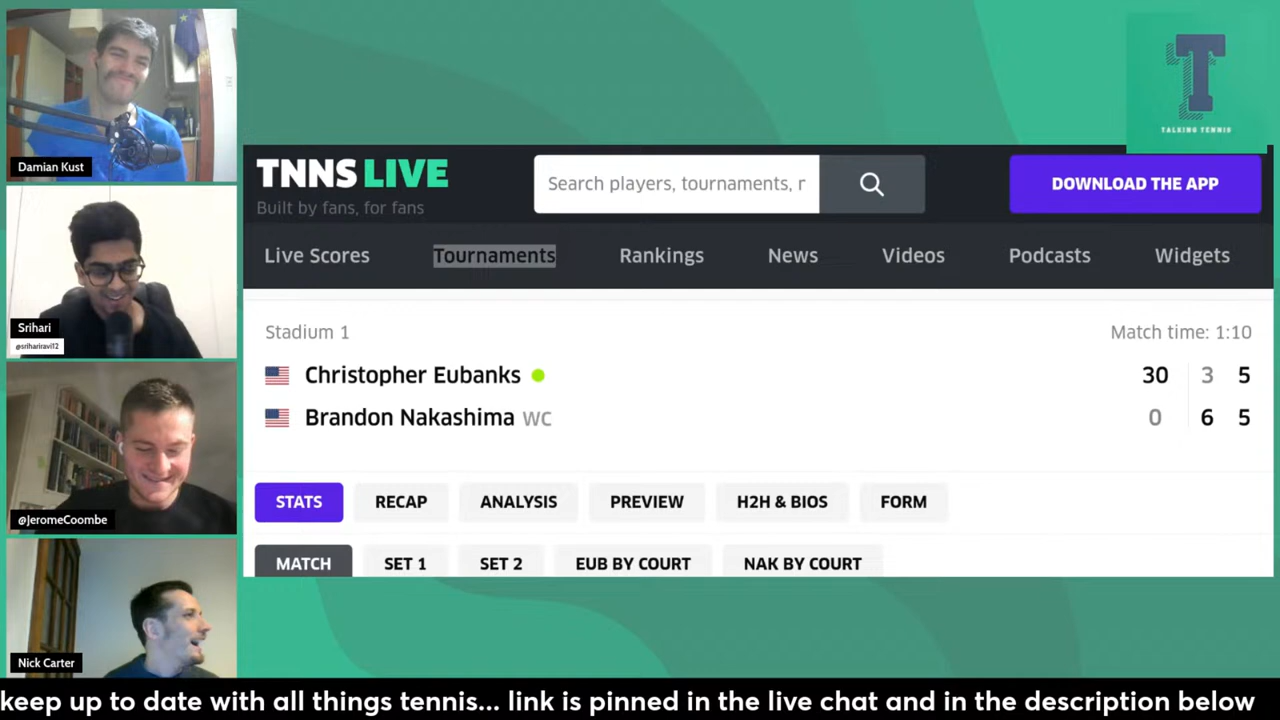 Damian Kust
Srihari
@srihariravi12
@JeromeCoombe
Nick Carter
T
TALKING TENNIS
TNNS LIVE
Built by fans, for fans
Search players, tournaments, r
DOWNLOAD THE APP
Live Scores Tournaments Rankings News Videos Podcasts Widgets
Stadium 1 Match time: 1:10
Christopher Eubanks 30 3 5
Brandon Nakashima WC 0 6 5
STATS RECAP ANALYSIS PREVIEW H2H & BIOS FORM
MATCH SET 1 SET 2 EUB BY COURT NAK BY COURT
keep up to date with all things tennis... link is pinned in the live chat and in the description below